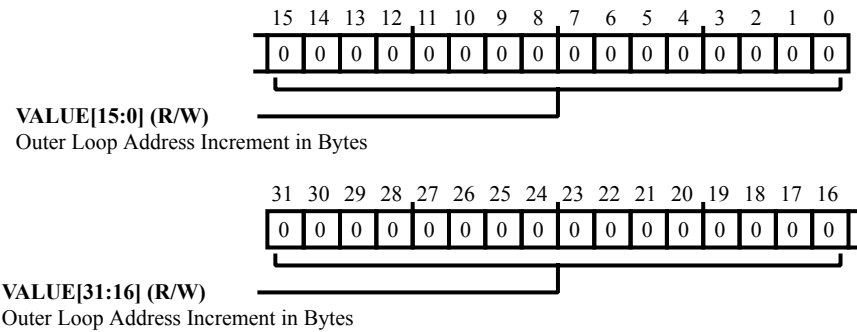 15 14 13 12 11 10 9 8 7 6 5 4 3 2 1 0
0 0 0 0 0 0 0 0 0 0 0 0 0 0 0 0
VALUE[15:0] (R/W)
Outer Loop Address Increment in Bytes
31 30 29 28 27 26 25 24 23 22 21 20 19 18 17 16
0 0 0 0 0 0 0 0 0 0 0 0 0 0 0 0
VALUE[31:16] (R/W)
Outer Loop Address Increment in Bytes